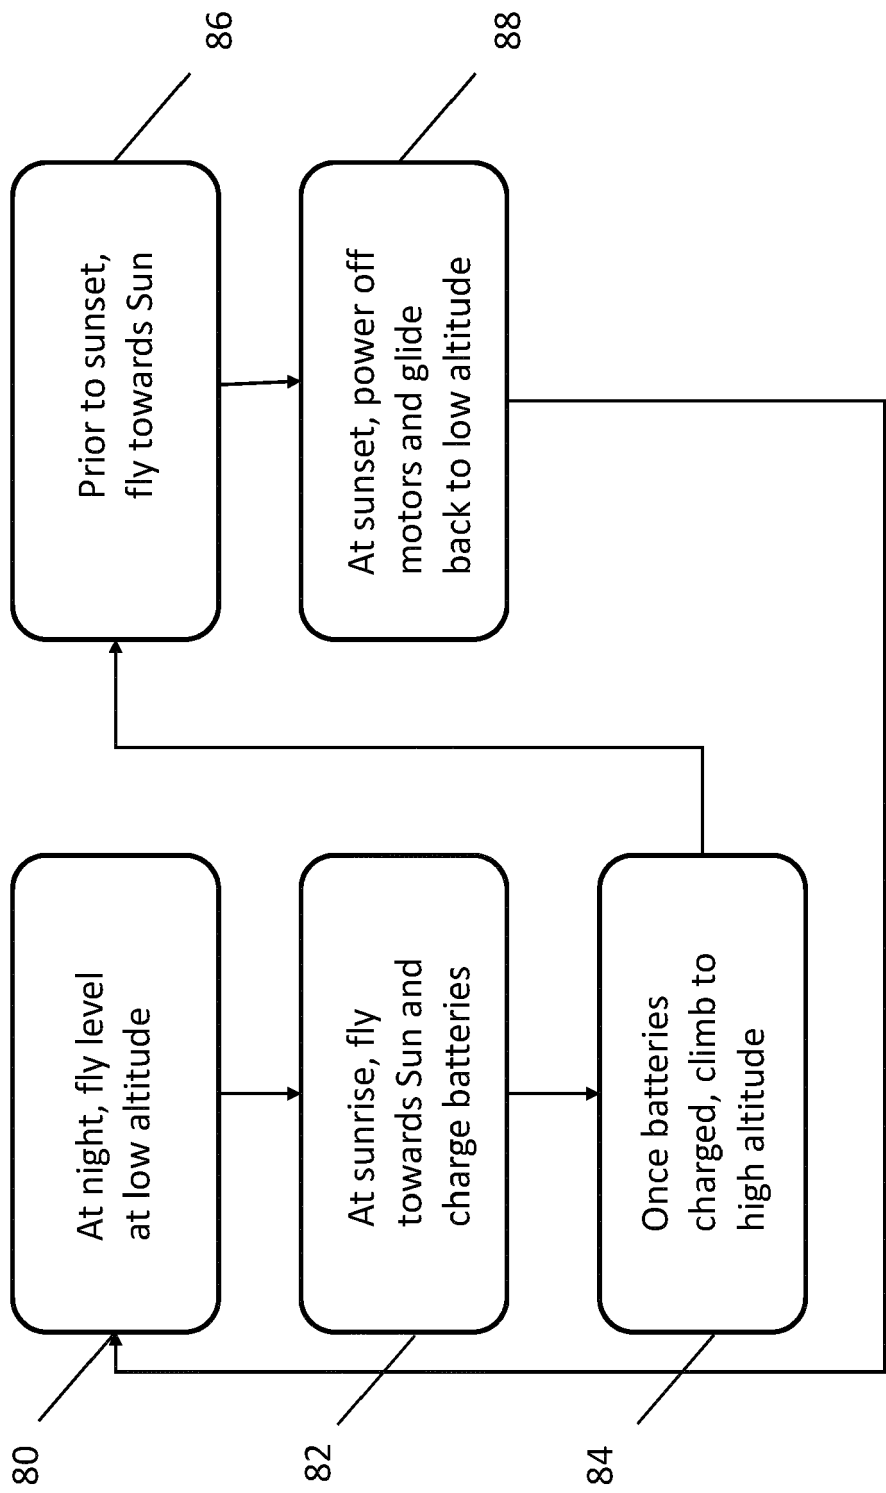 80
At night, fly level
at low altitude
82
At sunrise, fly
towards Sun and
charge batteries
84
Once batteries
charged, climb to
high altitude
Prior to sunset,
fly towards Sun
86
At sunset, power off
motors and glide
back to low altitude
88